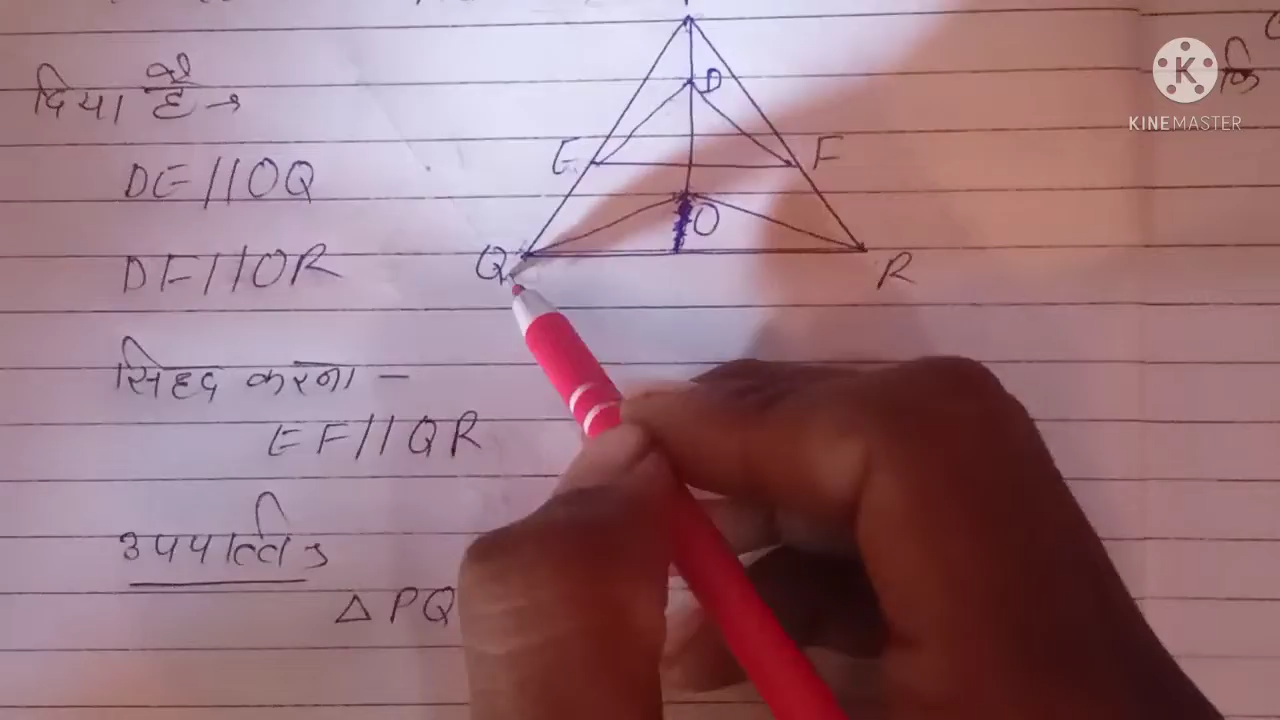 D
दिया है →
कि
KINEMASTER
E
F
DE//OQ
O
Q
R
DF//OR
सिद्द करना -
EF//QR
उपपत्ति →
△PQ